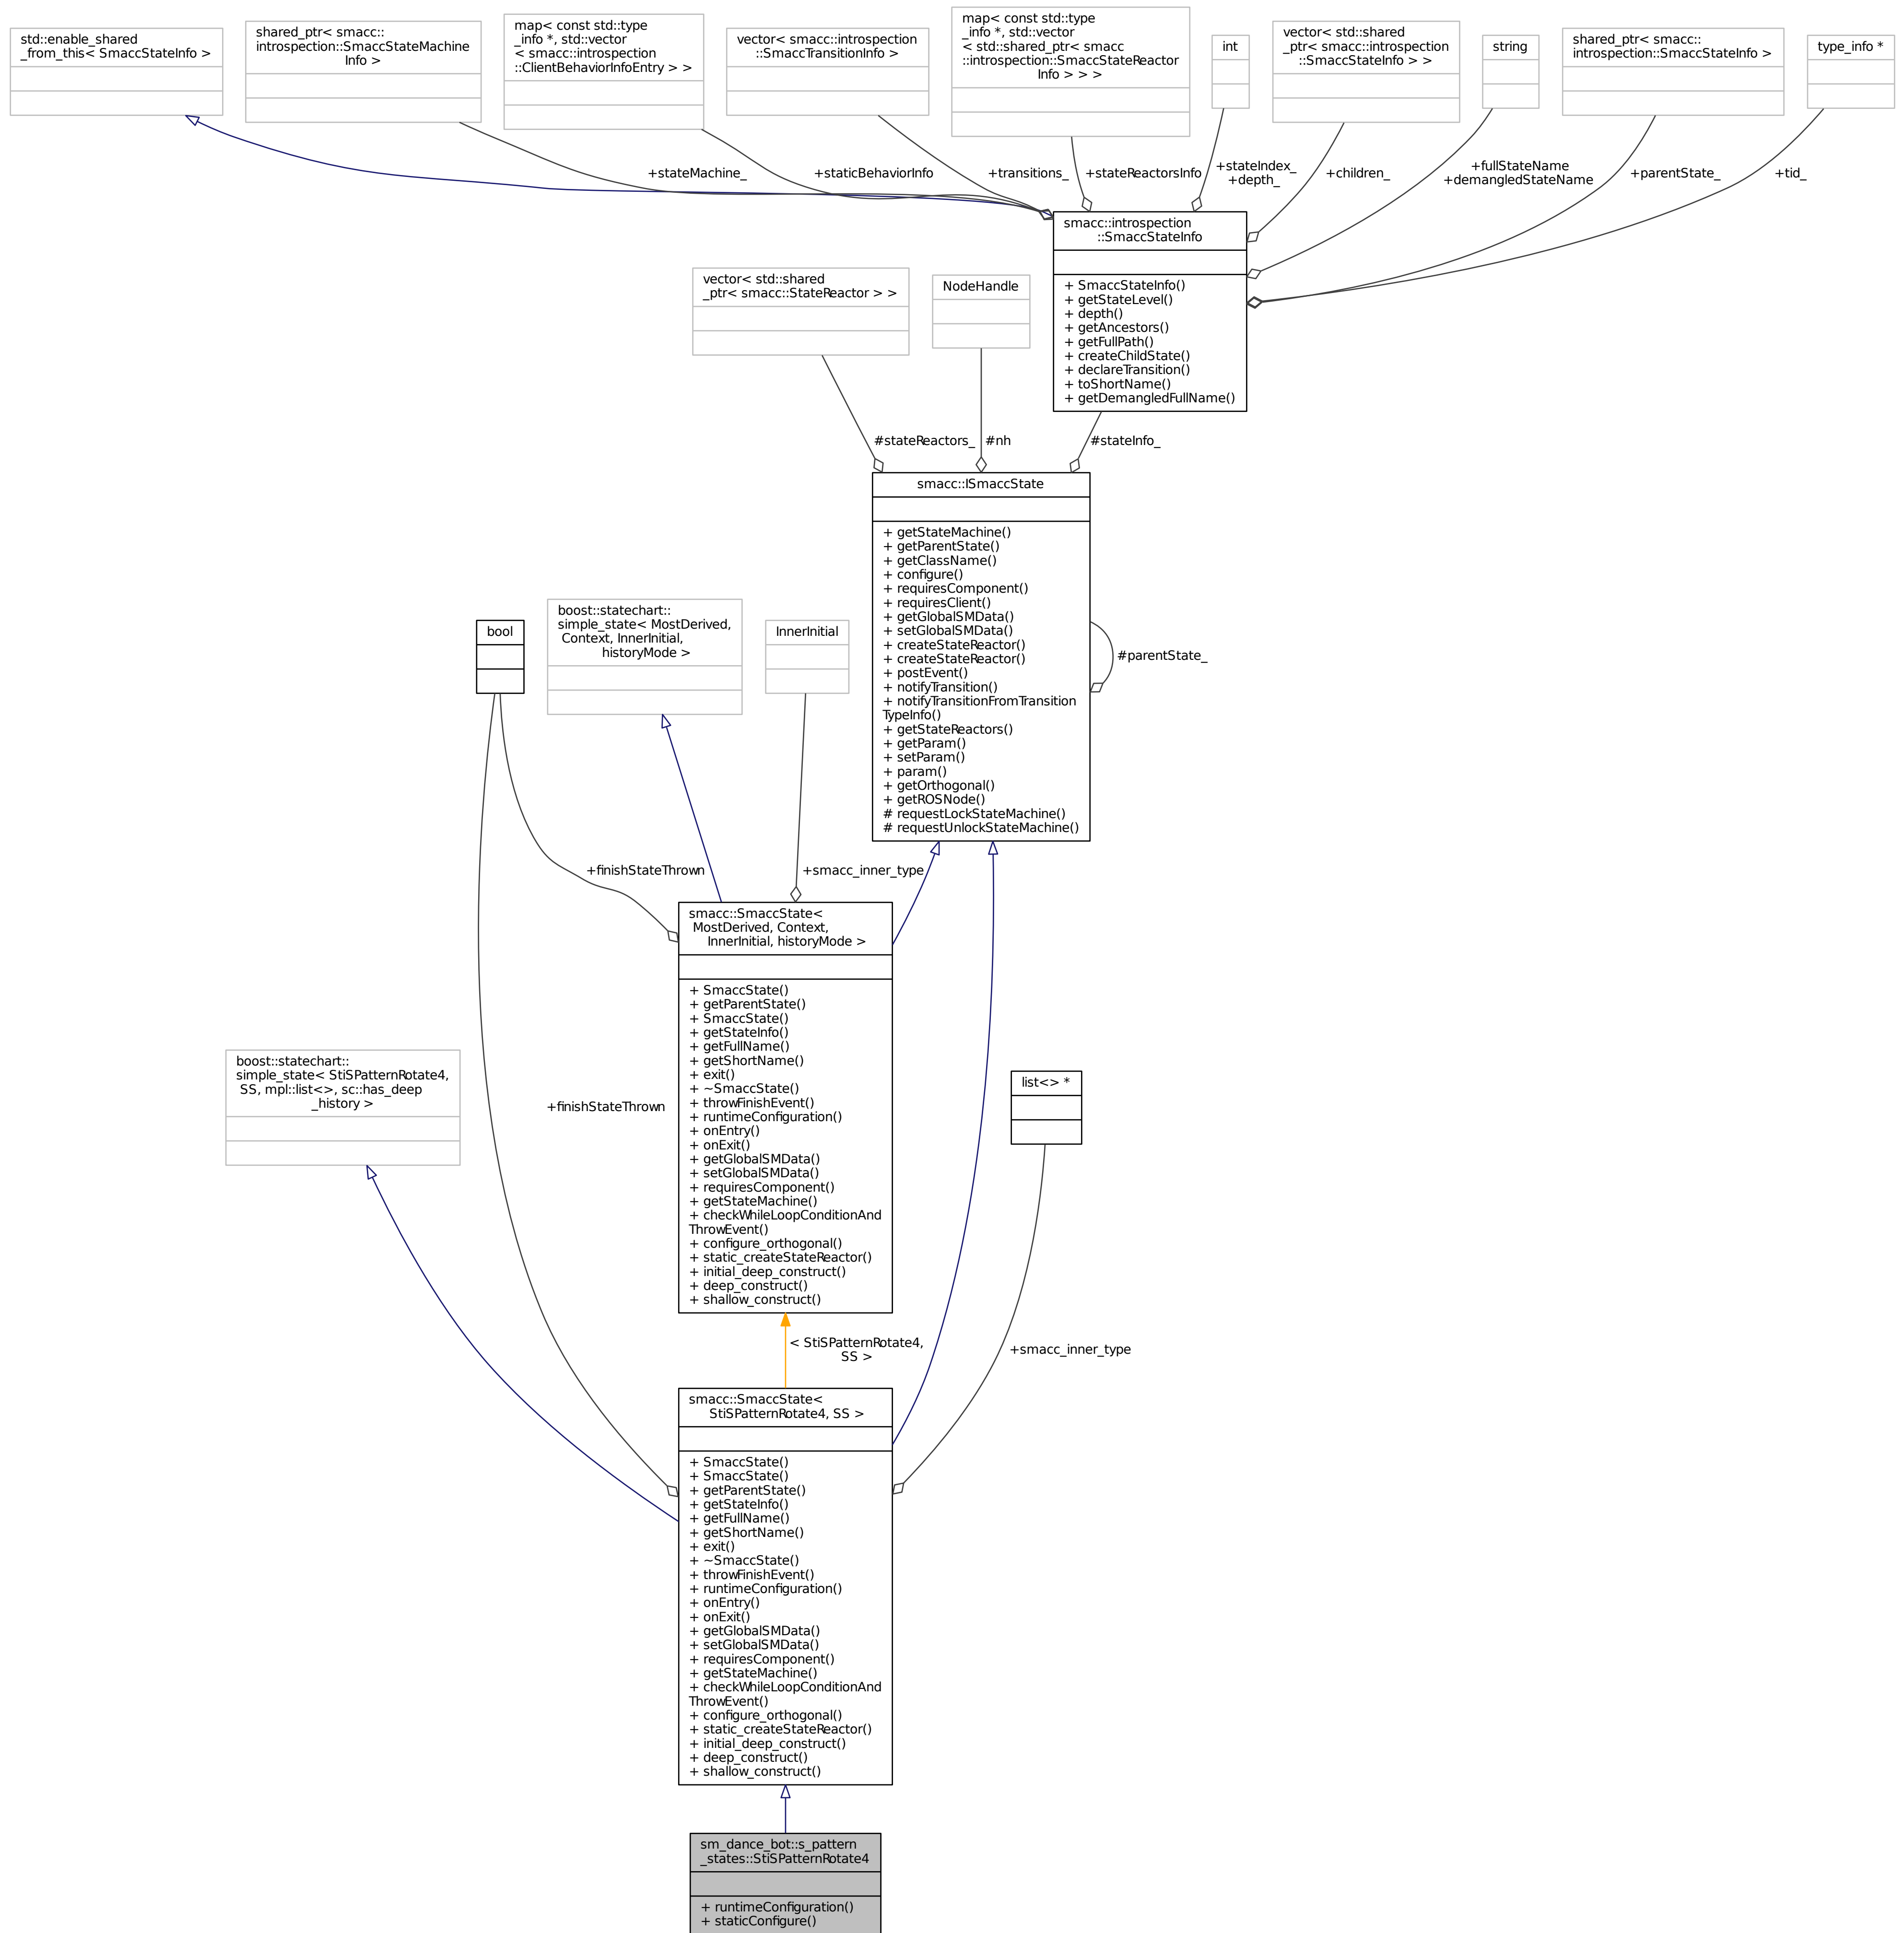 std::enable_shared
_from_this< SmaccStateInfo >
shared_ptr< smacc::
introspection::SmaccStateMachine
Info >
map< const std::type
_info *, std::vector
< smacc::introspection
::ClientBehaviorInfoEntry > >
vector< smacc::introspection
::SmaccTransitionInfo >
map< const std::type
_info *, std::vector
< std::shared_ptr< smacc
::introspection::SmaccStateReactor
Info > > >
int
vector< std::shared
_ptr< smacc::introspection
::SmaccStateInfo > >
string
shared_ptr< smacc::
introspection::SmaccStateInfo >
type_info *
+stateMachine_
+staticBehaviorInfo
+transitions_
+stateReactorsInfo
+stateIndex_
+depth_
+children_
+fullStateName
+demangledStateName
+parentState_
+tid_
smacc::introspection
::SmaccStateInfo
+ SmaccStateInfo()
+ getStateLevel()
+ depth()
+ getAncestors()
+ getFullPath()
+ createChildState()
+ declareTransition()
+ toShortName()
+ getDemangledFullName()
vector< std::shared
_ptr< smacc::StateReactor > >
NodeHandle
#stateReactors_
#nh
#stateInfo_
smacc::ISmaccState
+ getStateMachine()
+ getParentState()
+ getClassName()
+ configure()
+ requiresComponent()
+ requiresClient()
+ getGlobalSMData()
+ setGlobalSMData()
+ createStateReactor()
+ createStateReactor()
+ postEvent()
+ notifyTransition()
+ notifyTransitionFromTransition
TypeInfo()
+ getStateReactors()
+ getParam()
+ setParam()
+ param()
+ getOrthogonal()
+ getROSNode()
# requestLockStateMachine()
# requestUnlockStateMachine()
#parentState_
bool
boost::statechart::
simple_state< MostDerived,
Context, InnerInitial,
historyMode >
InnerInitial
+finishStateThrown
+smacc_inner_type
smacc::SmaccState<
MostDerived, Context,
InnerInitial, historyMode >
+ SmaccState()
+ getParentState()
+ SmaccState()
+ getStateInfo()
+ getFullName()
+ getShortName()
+ exit()
+ ~SmaccState()
+ throwFinishEvent()
+ runtimeConfiguration()
+ onEntry()
+ onExit()
+ getGlobalSMData()
+ setGlobalSMData()
+ requiresComponent()
+ getStateMachine()
+ checkWhileLoopConditionAnd
ThrowEvent()
+ configure_orthogonal()
+ static_createStateReactor()
+ initial_deep_construct()
+ deep_construct()
+ shallow_construct()
boost::statechart::
simple_state< StiSPatternRotate4,
SS, mpl::list<>, sc::has_deep
_history >
+finishStateThrown
list<> *
< StiSPatternRotate4,
SS >
+smacc_inner_type
smacc::SmaccState<
StiSPatternRotate4, SS >
+ SmaccState()
+ SmaccState()
+ getParentState()
+ getStateInfo()
+ getFullName()
+ getShortName()
+ exit()
+ ~SmaccState()
+ throwFinishEvent()
+ runtimeConfiguration()
+ onEntry()
+ onExit()
+ getGlobalSMData()
+ setGlobalSMData()
+ requiresComponent()
+ getStateMachine()
+ checkWhileLoopConditionAnd
ThrowEvent()
+ configure_orthogonal()
+ static_createStateReactor()
+ initial_deep_construct()
+ deep_construct()
+ shallow_construct()
sm_dance_bot::s_pattern
_states::StiSPatternRotate4
+ runtimeConfiguration()
+ staticConfigure()